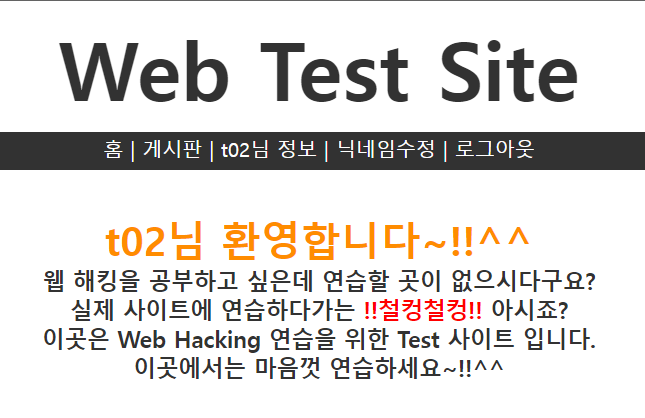 Web Test Site
홈 | 게시판 | t02님 정보 | 닉네임수정 | 로그아웃
t02님 환영합니다~!!^^
웹 해킹을 공부하고 싶은데 연습할 곳이 없으시다구요?
실제 사이트에 연습하다가는 !!철컹철컹!! 아시죠?
이곳은 Web Hacking 연습을 위한 Test 사이트 입니다.
이곳에서는 마음껏 연습하세요~!!^^